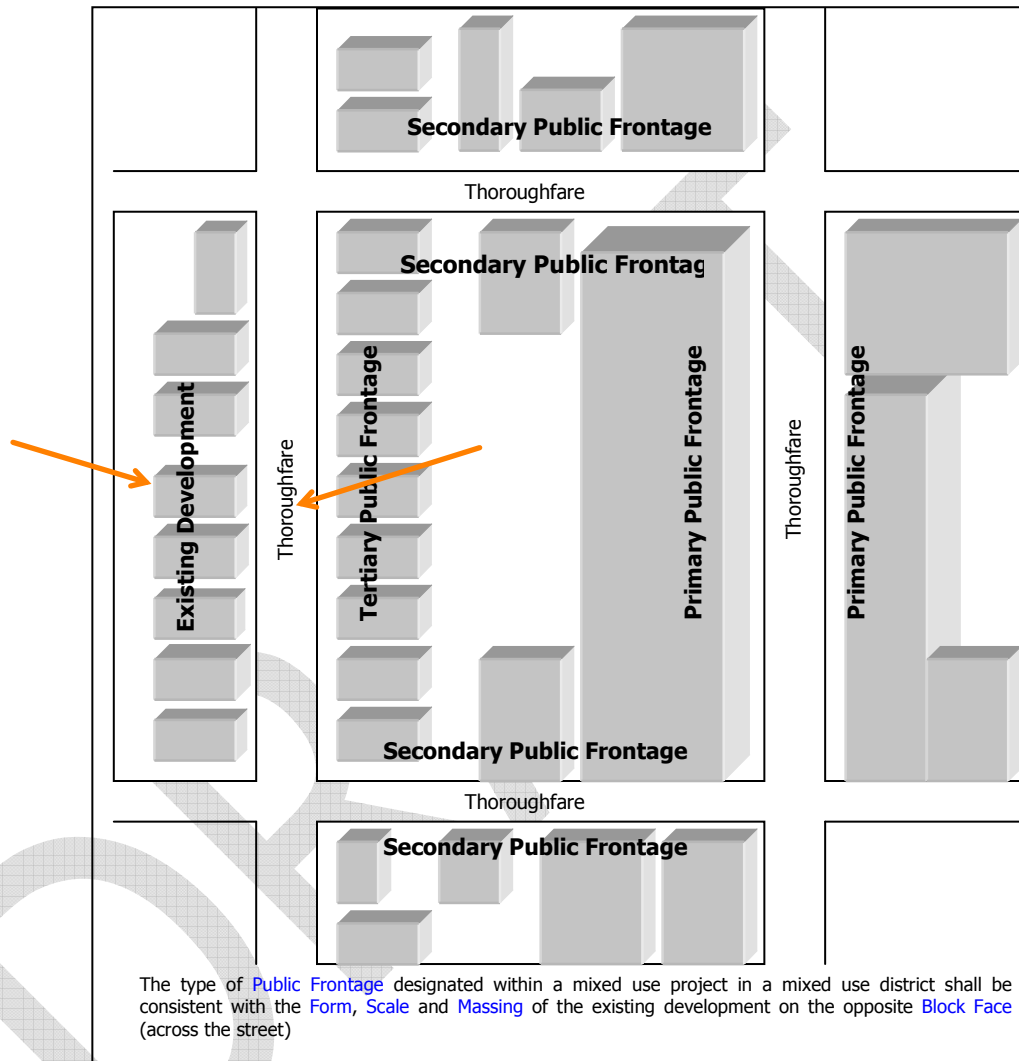 Secondary Public Frontage
Thoroughfare
Secondary Public Frontag
Existing Development
Thoroughfare
Tertiary Public Frontage
Primary Public Frontage
Thoroughfare
Primary Public Frontage
Secondary Public Frontage
Thoroughfare
Secondary Public Frontage
The type of Public Frontage designated within a mixed use project in a mixed use district shall be
consistent with the Form, Scale and Massing of the existing development on the opposite Block Face
(across the street)